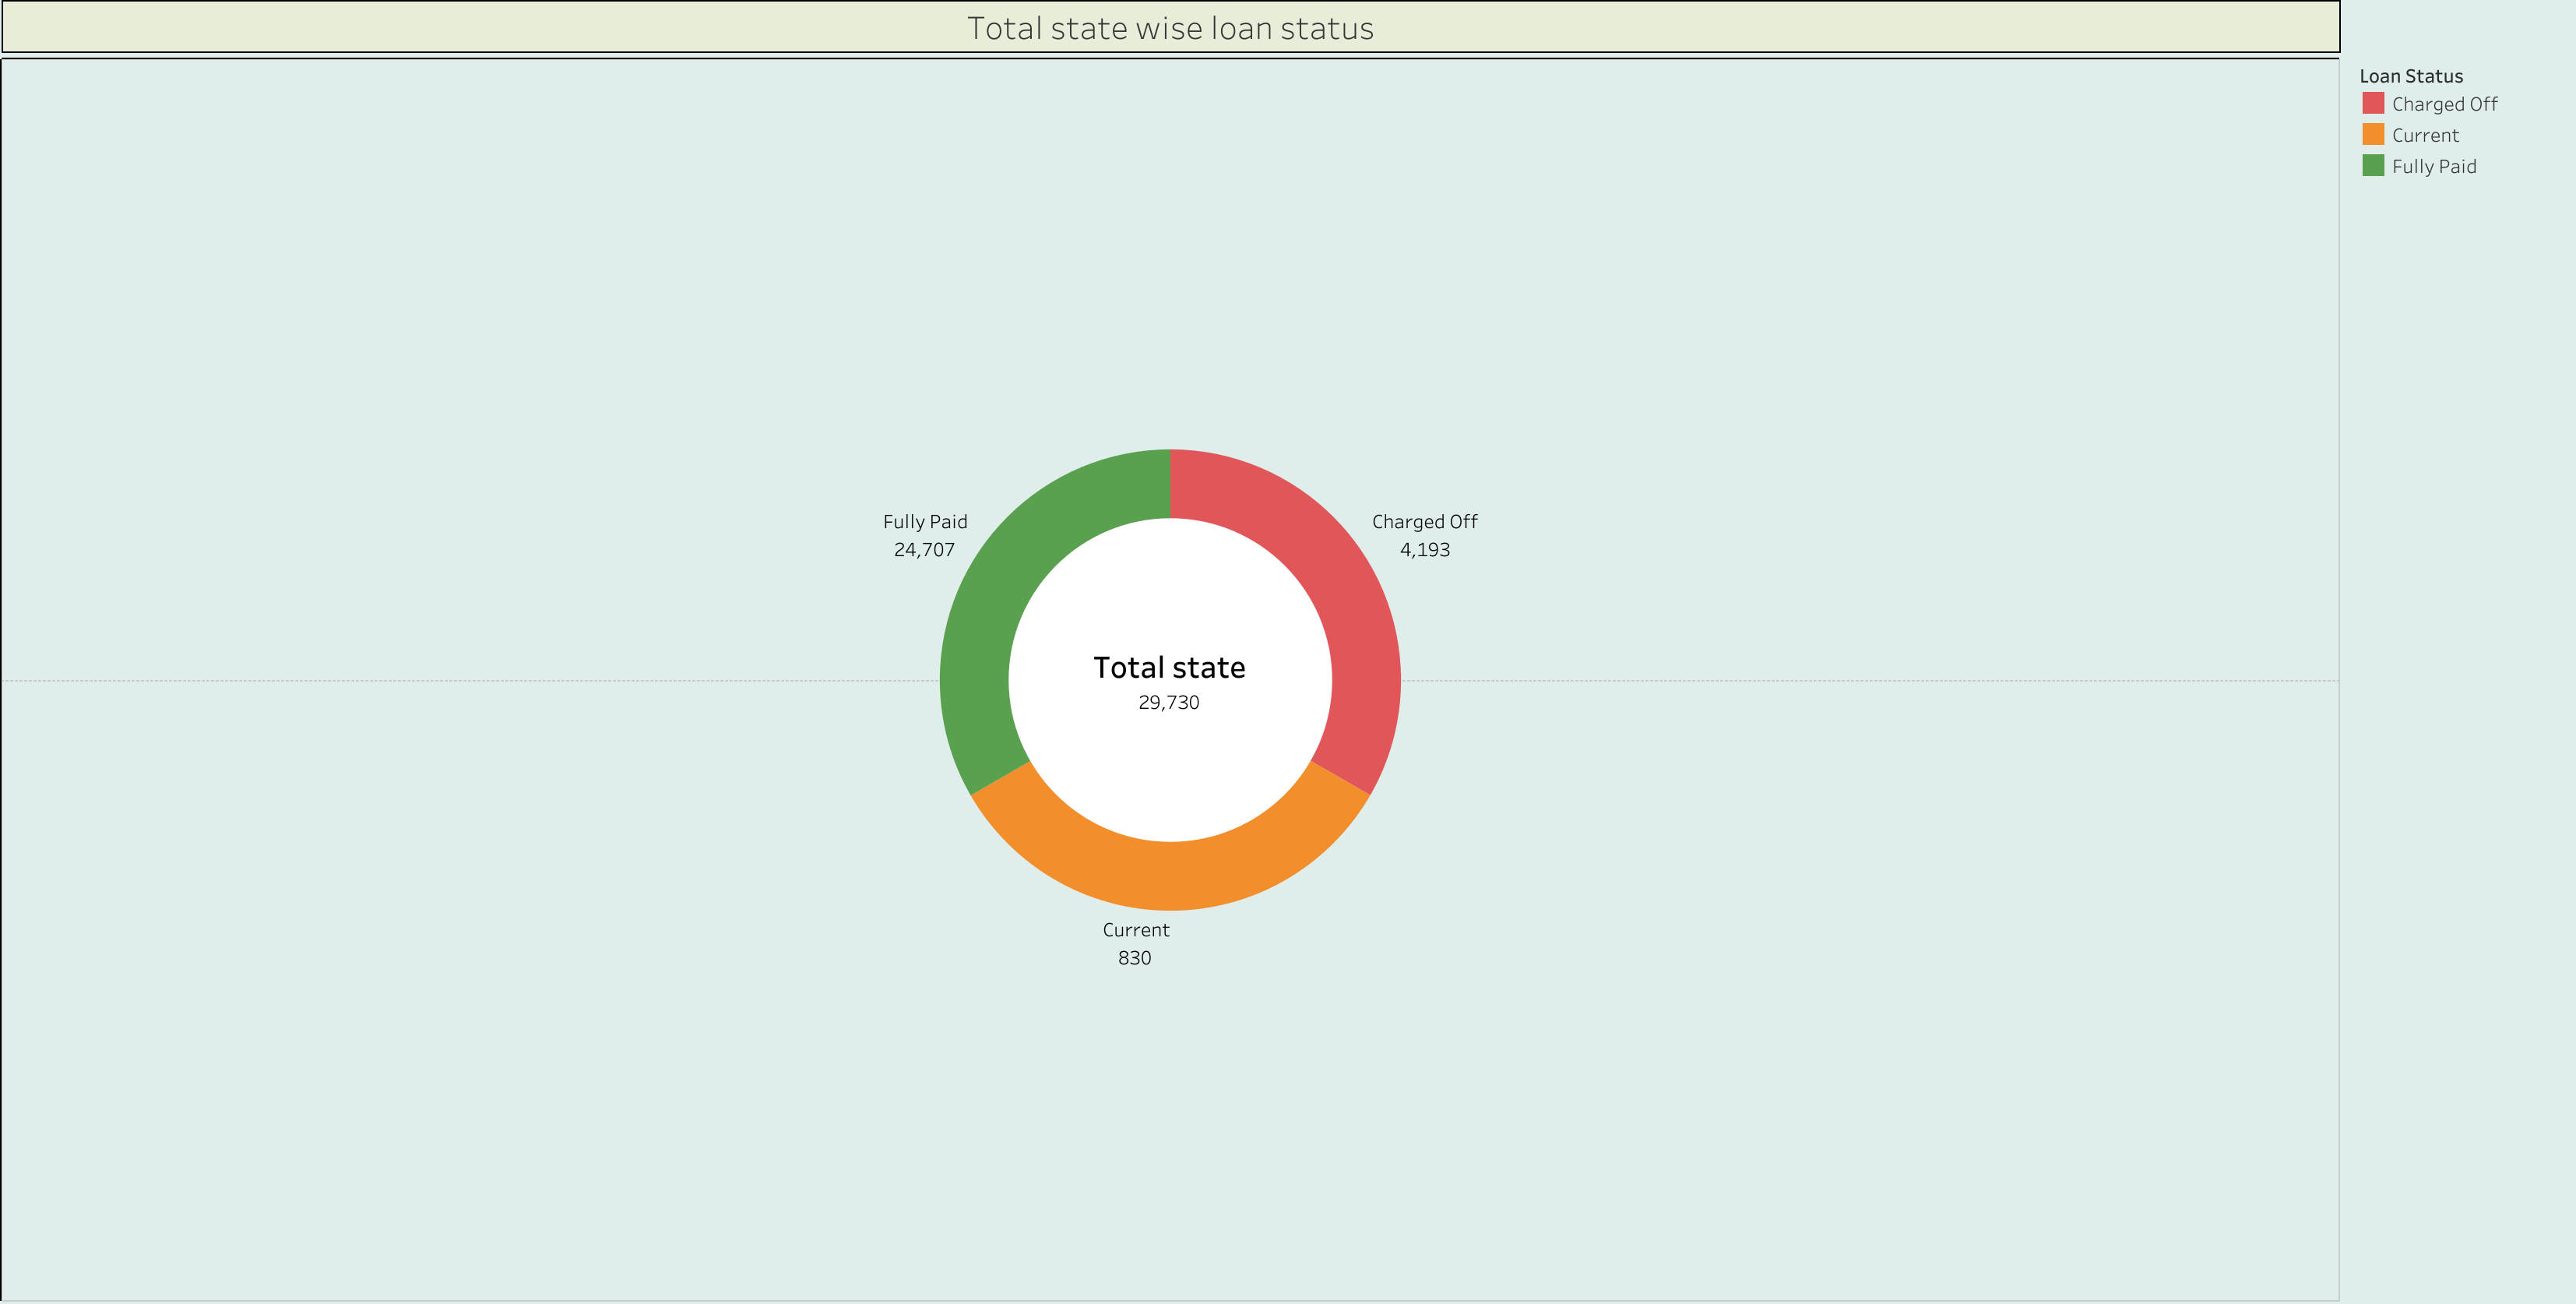 Total state wise loan status
Loan Status
Charged Off
Current
Fully Paid
Fully Paid
24,707
Charged Off
4,193
Total state
29,730
Current
830